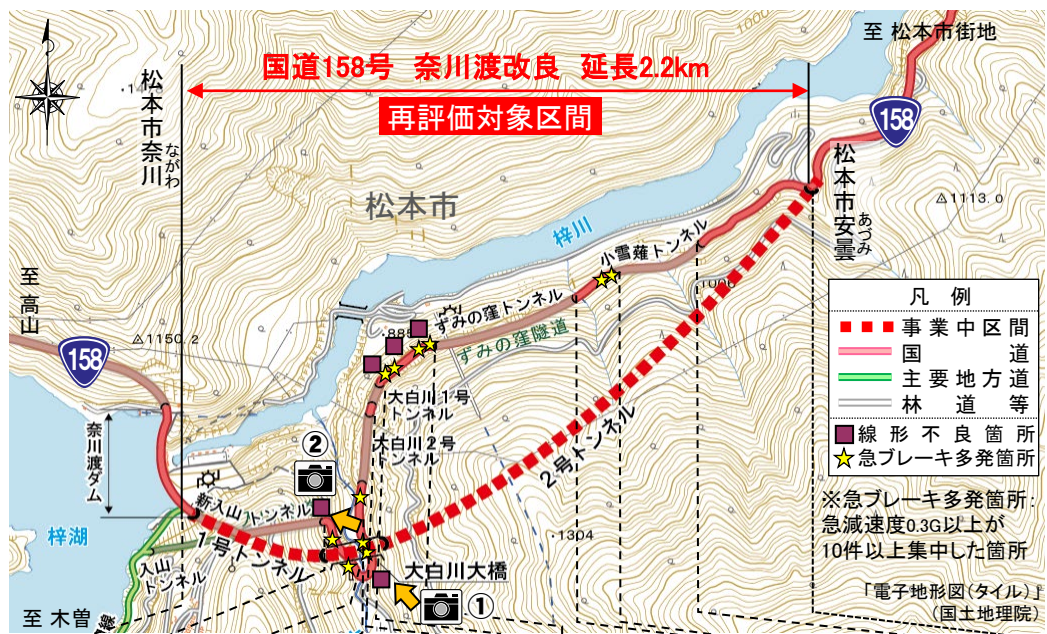 至 松本市街地
国道158号 奈川渡改良 延長2.2km
再評価対象区間
松本市奈川
ながわ
158
松本市安曇
あづみ
△1113.0
松本市
梓川
小雪薙トンネル
至 高山
△1150.2
158
ずみの窪トンネル
ずみの窪隧道
大白川1号
トンネル
大白川2号
トンネル
2号トンネル
奈川渡ダム
②
新入山トンネル
1号トンネル
梓湖
入山
トンネル
・1304
大白川大橋
①
至 木曽
凡 例
事業中区間
国道
主要地方道
林道等
線形不良箇所
急ブレーキ多発箇所
※急ブレーキ多発箇所:
急減速度0.3G以上が
10件以上集中した箇所
「電子地形図(タイル)」
(国土地理院)